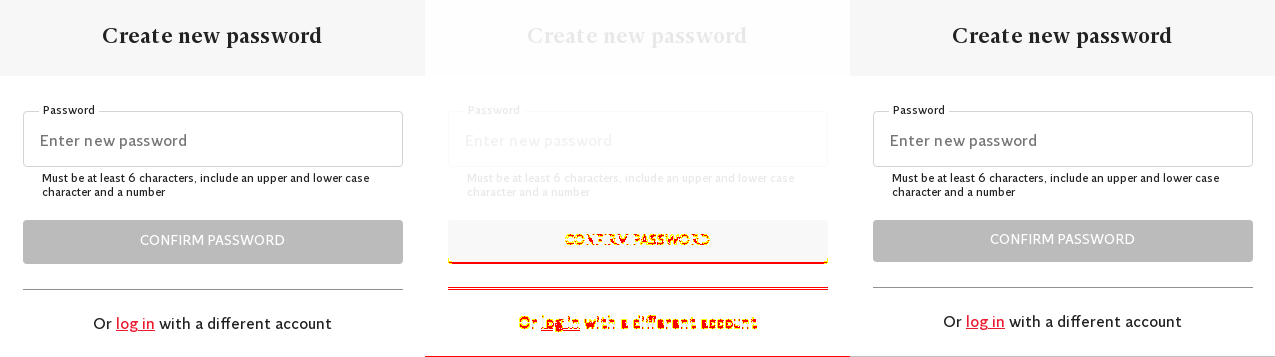 Create new password
Password
Enter new password
Must be at least 6 characters, include an upper and lower case
character and a number
CONFIRM PASSWORD
Or log in with a different account
Create new password
Password
Enter new password
Must be at least 6 characters, include an upper and lower case
character and a number
CONFIRM PASSWORD
Or log in with a different account
Create new password
Password
Enter new password
Must be at least 6 characters, include an upper and lower case
character and a number
CONFIRM PASSWORD
Or log in with a different account